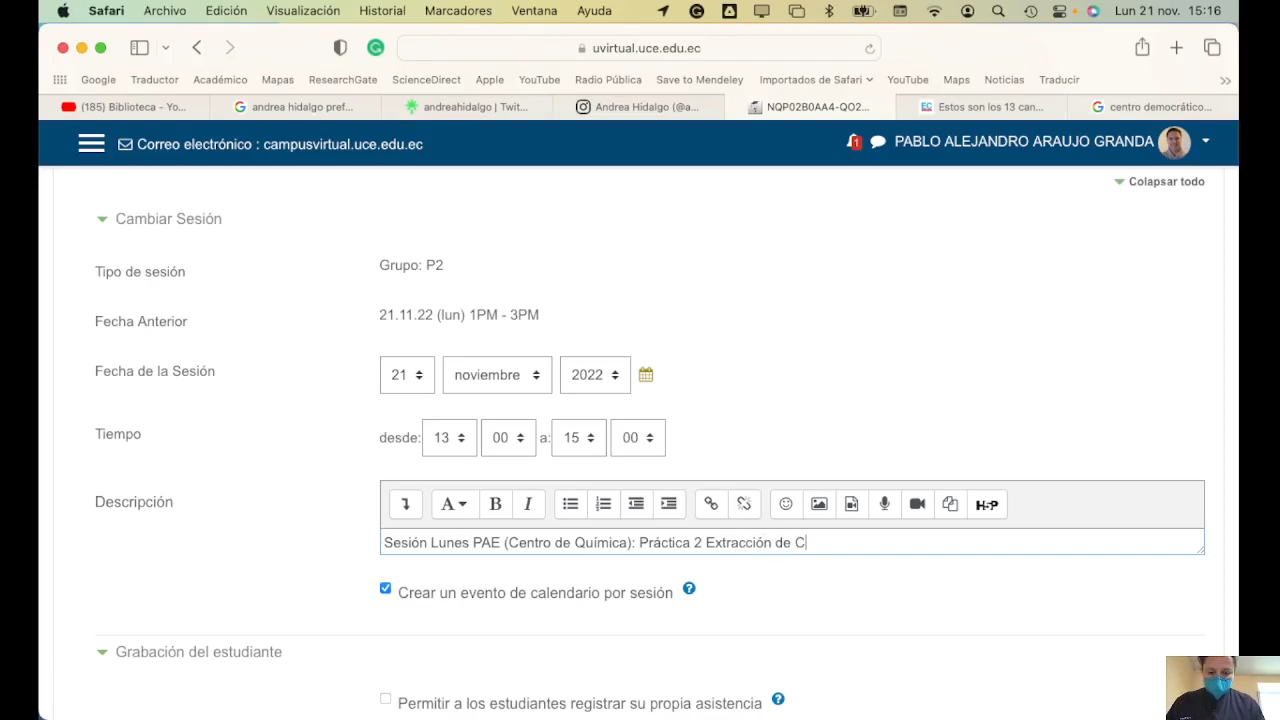 Safari Archivo Edición Visualización Historial Marcadores Ventana Ayuda Lun 21 nov. 15:16
uvirtual.uce.edu.ec
Google Traductor Académico Mapas ResearchGate ScienceDirect Apple YouTube Radio Pública Save to Mendeley Importados de Safari YouTube Maps Noticias Traducir
(185) Biblioteca - Yo... andrea hidalgo pref... andreahidalgo | Twit... Andrea Hidalgo (@a... NQP02B0AA4-QO2... Estos son los 13 can... centro democrático...
Correo electrónico : campusvirtual.uce.edu.ec 1 PABLO ALEJANDRO ARAUJO GRANDA
Colapsar todo
Cambiar Sesión
Tipo de sesión Grupo: P2
Fecha Anterior 21.11.22 (lun) 1PM - 3PM
Fecha de la Sesión 21 noviembre 2022
Tiempo desde: 13 00 a: 15 00
Descripción A B I H-P
Sesión Lunes PAE (Centro de Química): Práctica 2 Extracción de C
Crear un evento de calendario por sesión ?
Grabación del estudiante
Permitir a los estudiantes registrar su propia asistencia ?